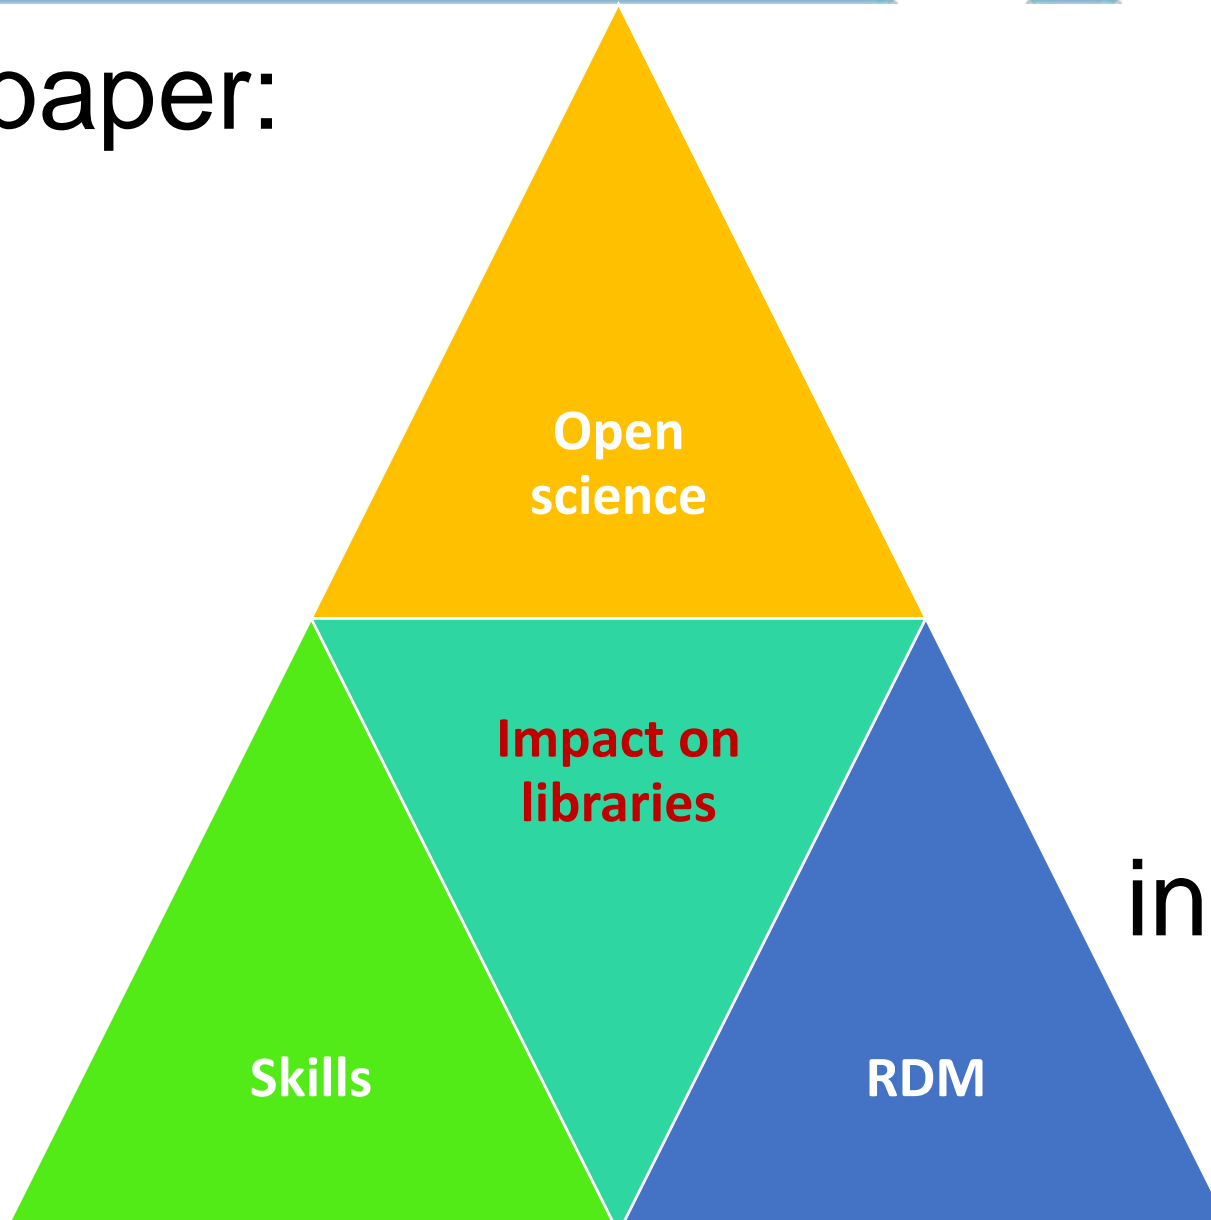 paper:
Open
science
Impact on
libraries
in
Skills
RDM